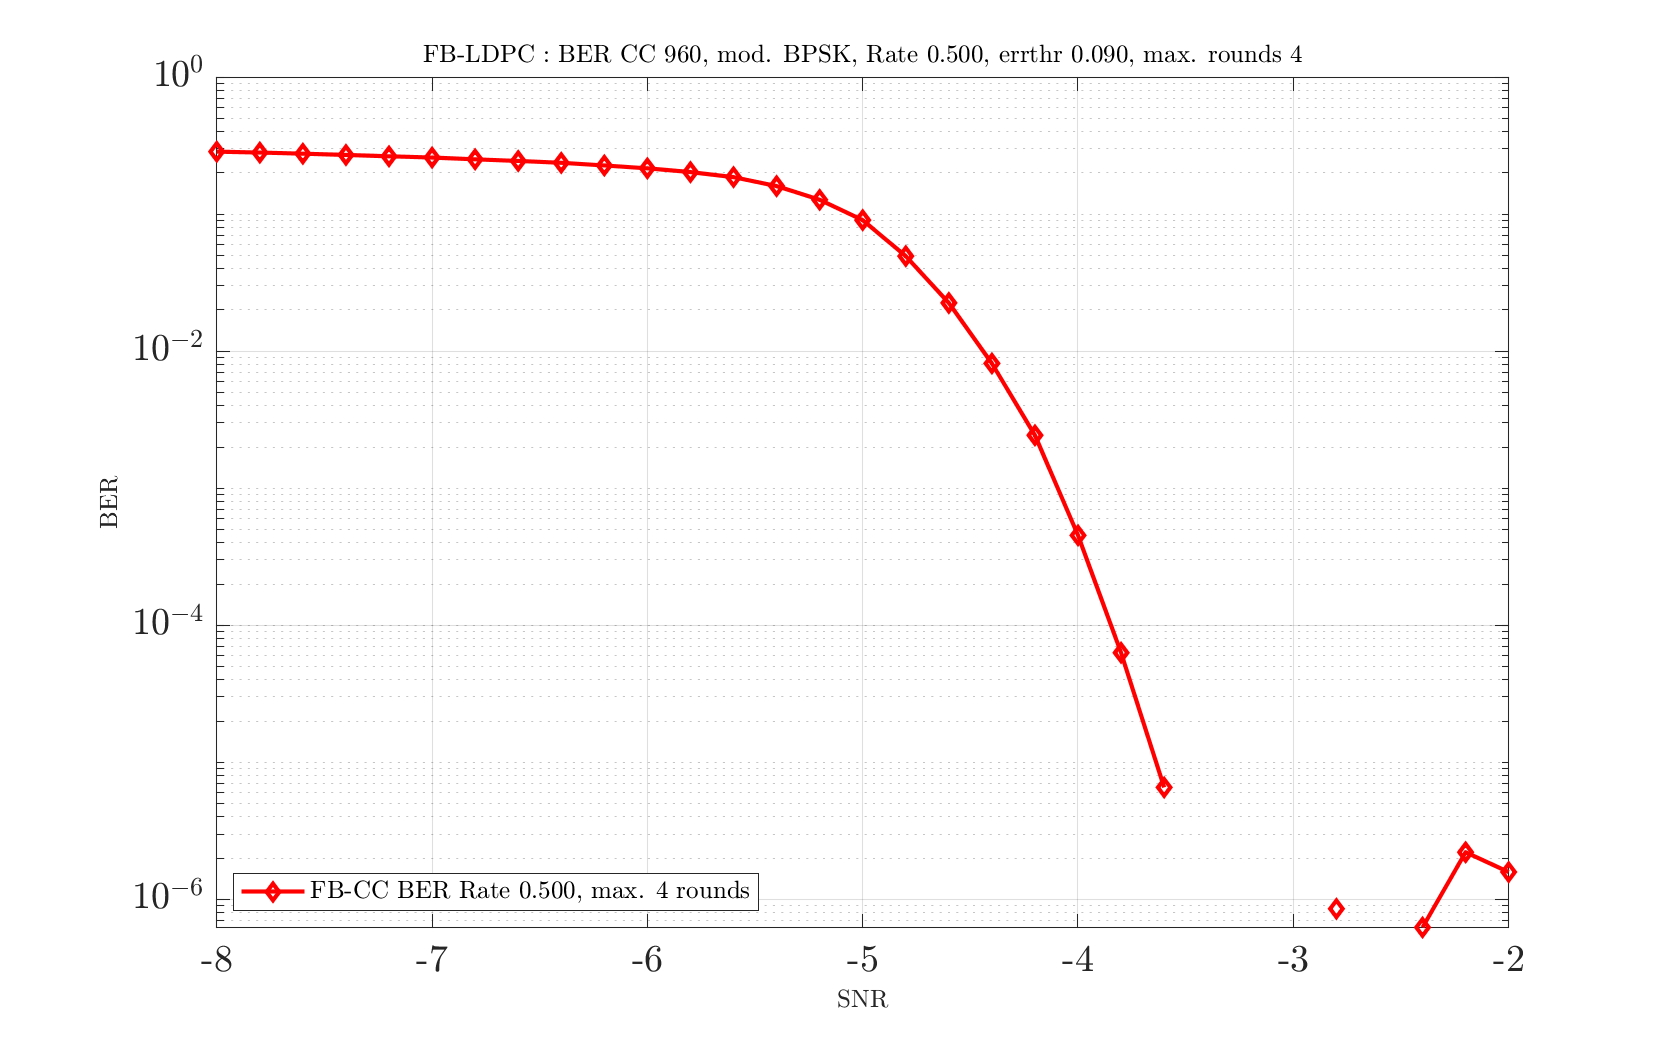 FB-LDPC : BER CC 960, mod. BPSK, Rate 0.500, errthr 0.090, max. rounds 4
10^0
10^-2
10^-4
10^-6
BER
FB-CC BER Rate 0.500, max. 4 rounds
-8 -7 -6 -5 -4 -3 -2
SNR